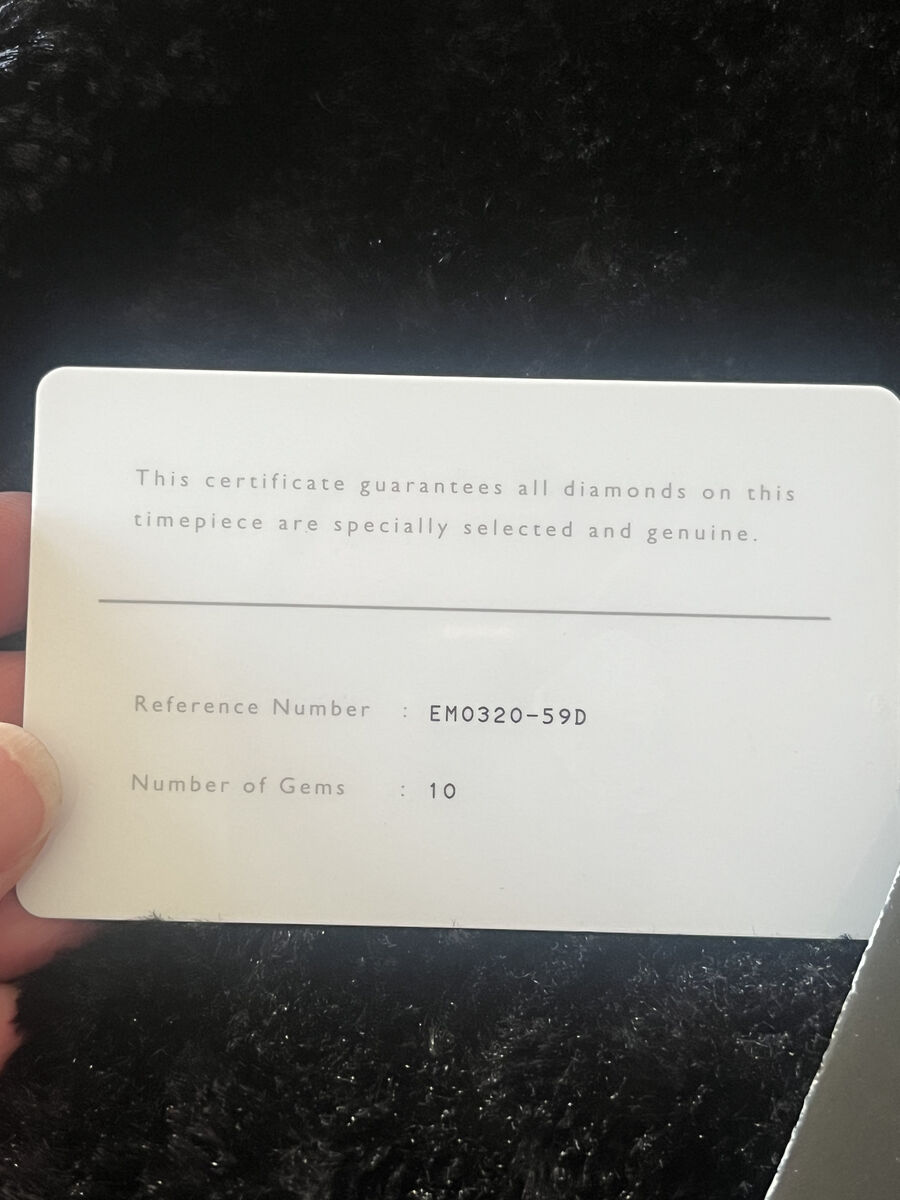 This certificate guarantees all diamonds on this
timepiece are specially selected and genuine.
Reference Number : EM0320-59D
Number of Gems : 10